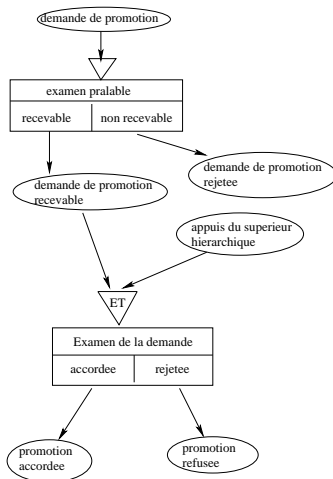 demande de promotion
examen pralable
recevable
non recevable
demande de promotion
rejetee
demande de promotion
recevable
appuis du superieur
hierarchique
ET
Examen de la demande
accordee
rejetee
promotion
accordee
promotion
refusee